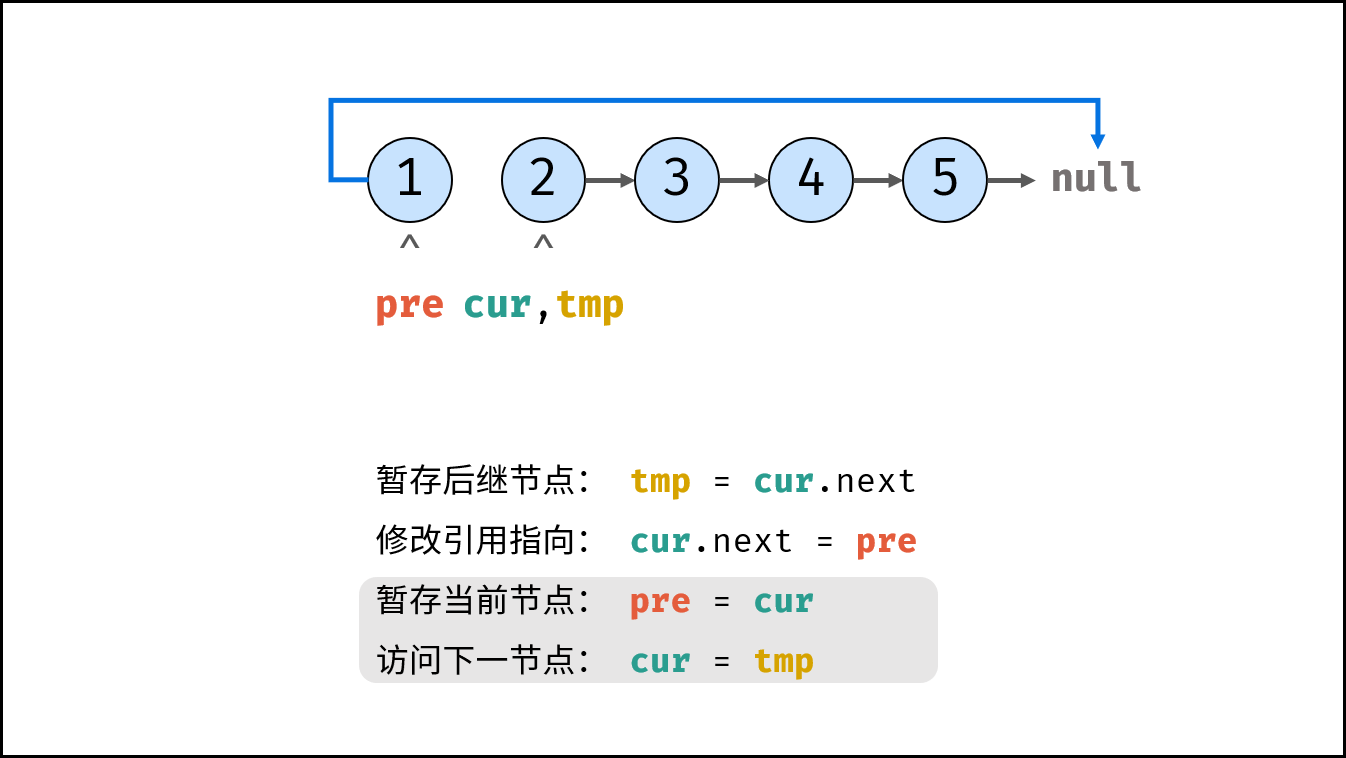 1 2 3 4 5 null
^ ^
pre cur,tmp
暂存后继节点： tmp = cur.next
修改引用指向： cur.next = pre
暂存当前节点： pre = cur
访问下一节点： cur = tmp